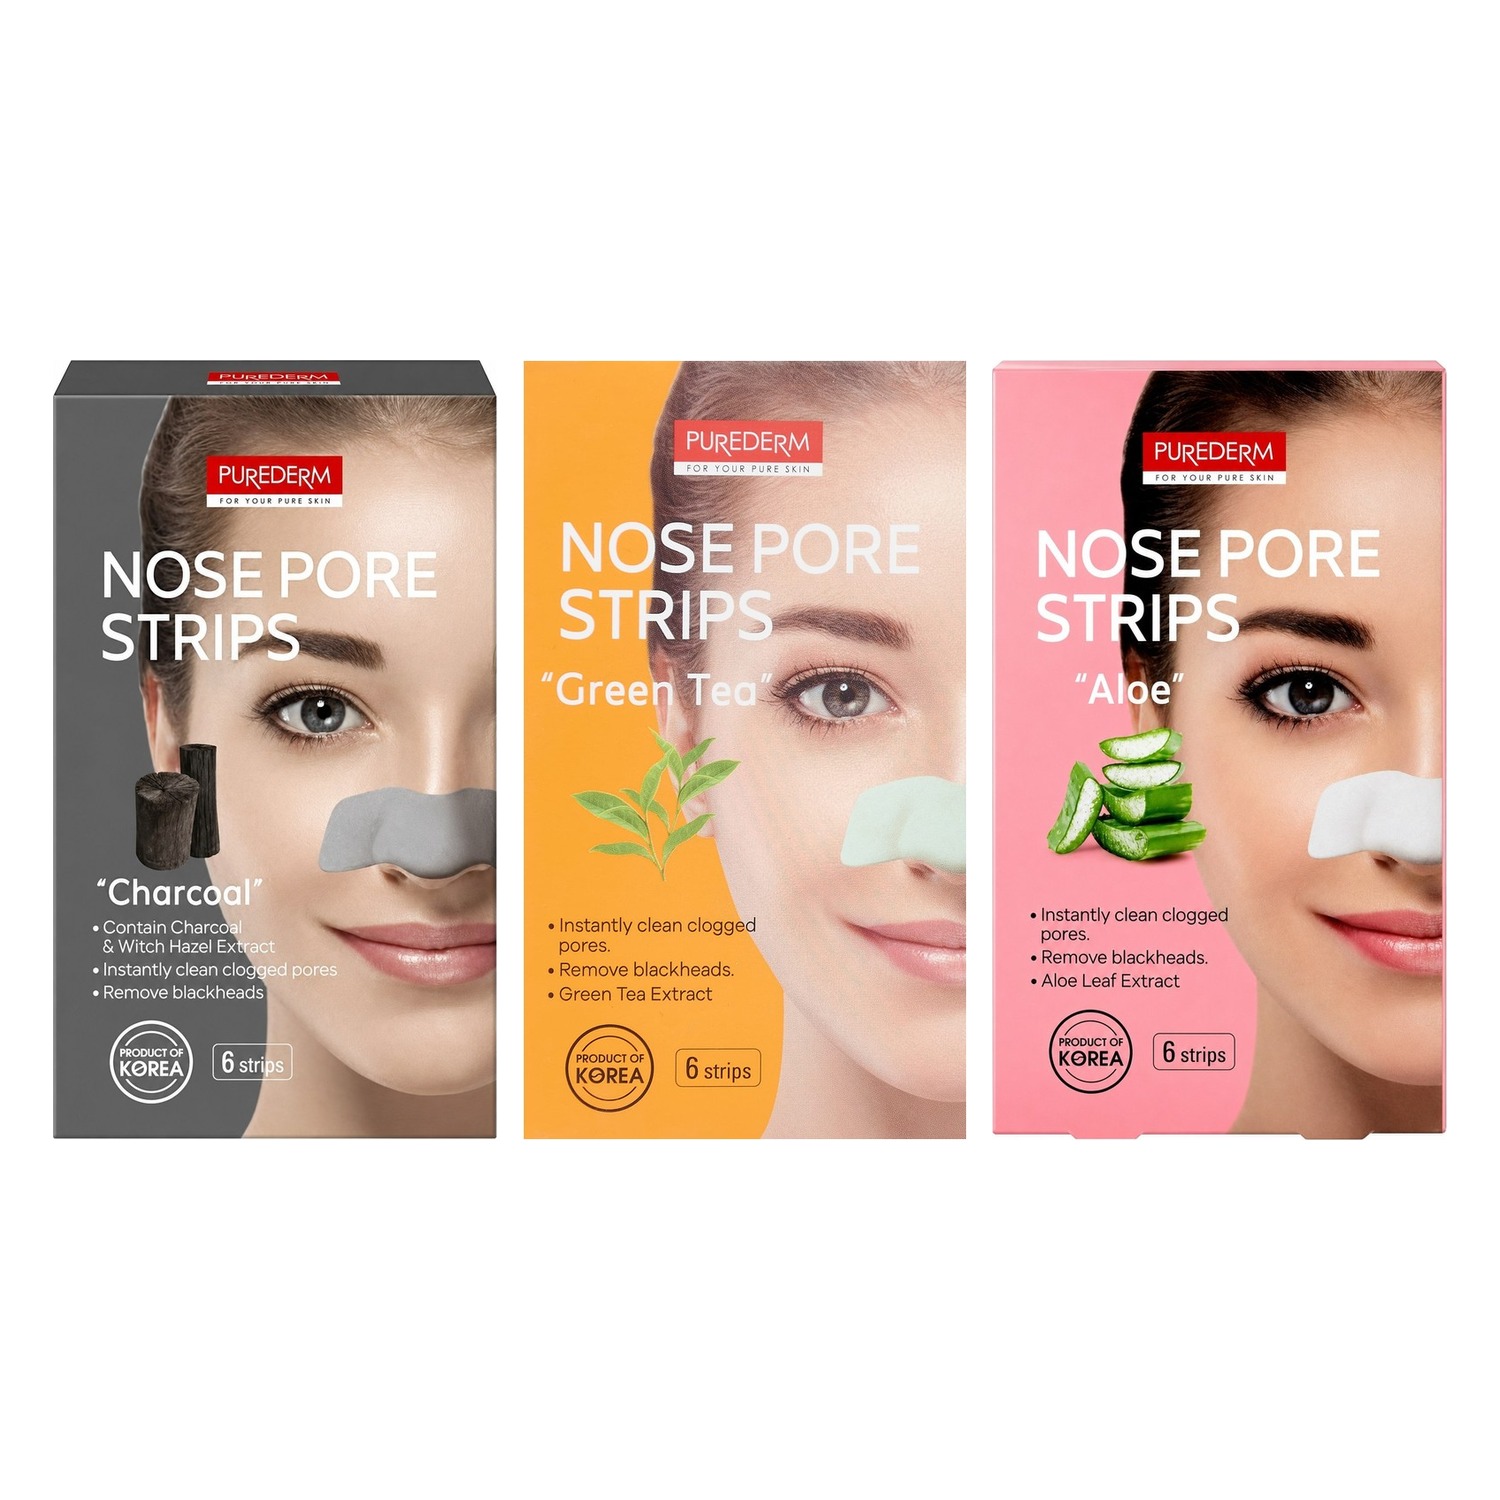 PUREDERM
FOR YOUR PURE SKIN
PUREDERM
FOR YOUR PURE SKIN
NOSE PORE
STRIPS
“Charcoal”
• Contain Charcoal
& Witch Hazel Extract
• Instantly clean clogged pores
• Remove blackheads
PRODUCT OF
KOREA
6 strips
PUREDERM
FOR YOUR PURE SKIN
NOSE PORE
STRIPS
“Green Tea”
• Instantly clean clogged
pores.
• Remove blackheads.
• Green Tea Extract
PRODUCT OF
KOREA
6 strips
PUREDERM
FOR YOUR PURE SKIN
NOSE PORE
STRIPS
“Aloe”
• Instantly clean clogged
pores.
• Remove blackheads.
• Aloe Leaf Extract
PRODUCT OF
KOREA
6 strips